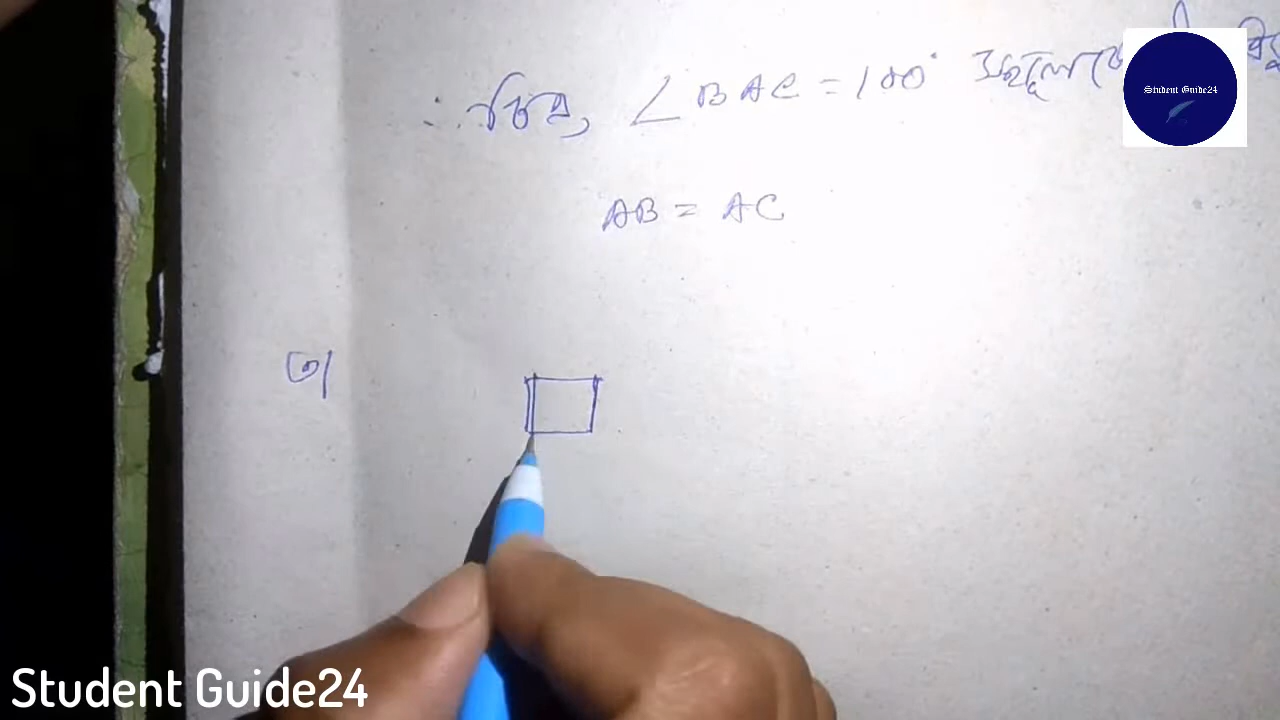 ∴ চিত্র, ∠BAC = 100°
AB = AC
Student Guide24
Student Guide24